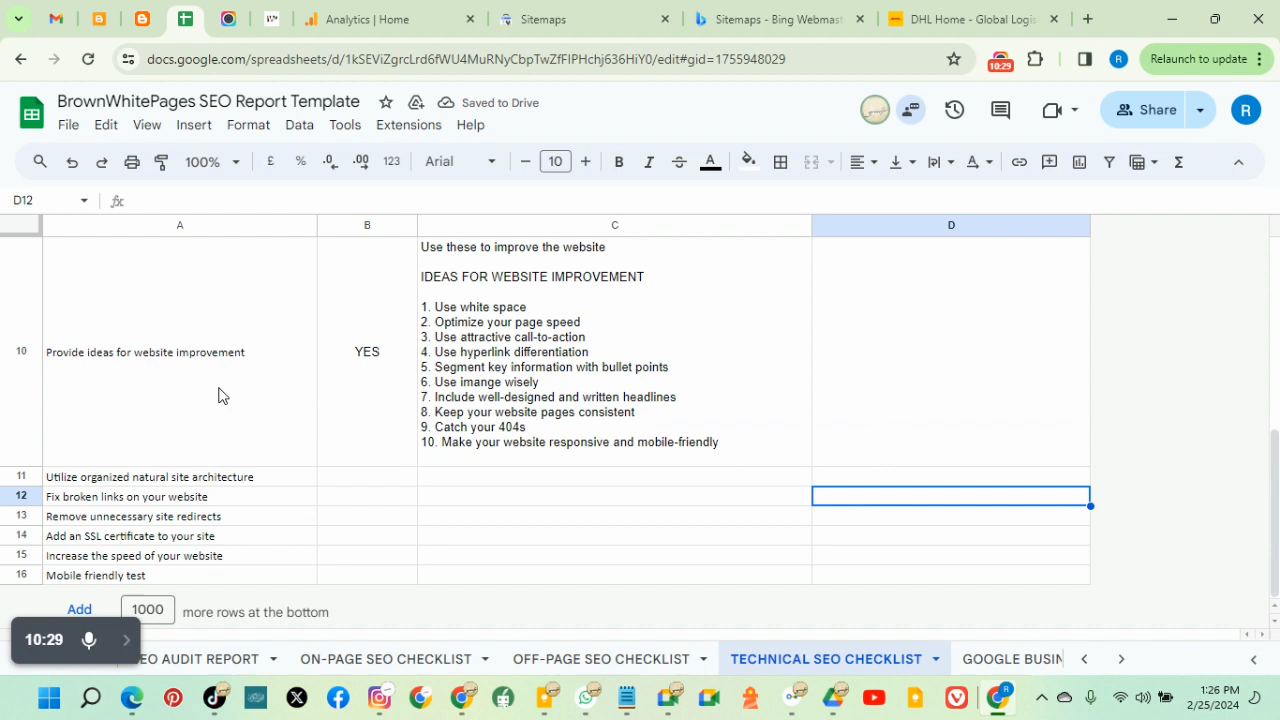 Analytics | Home
Sitemaps
Sitemaps - Bing Webmast
DHL Home - Global Logis
docs.google.com/spreadsheets/d/1kSEViZgrcLrd6fWU4MuRNyCbpTwZfFIPHchj636HiY0/edit#gid=1755948029
10:29
R
Relaunch to update
BrownWhitePages SEO Report Template
Saved to Drive
File Edit View Insert Format Data Tools Extensions Help
Share
R
100% £ % .0 .00 123 Arial 10 B I A
D12 fx
A B C D
10
Provide ideas for website improvement
YES
Use these to improve the website
IDEAS FOR WEBSITE IMPROVEMENT
1. Use white space
2. Optimize your page speed
3. Use attractive call-to-action
4. Use hyperlink differentiation
5. Segment key information with bullet points
6. Use imange wisely
7. Include well-designed and written headlines
8. Keep your website pages consistent
9. Catch your 404s
10. Make your website responsive and mobile-friendly
11 Utilize organized natural site architecture
12 Fix broken links on your website
13 Remove unnecessary site redirects
14 Add an SSL certificate to your site
15 Increase the speed of your website
16 Mobile friendly test
Add 1000 more rows at the bottom
10:29
EO AUDIT REPORT ON-PAGE SEO CHECKLIST OFF-PAGE SEO CHECKLIST TECHNICAL SEO CHECKLIST GOOGLE BUSIN
1:26 PM
2/25/2024